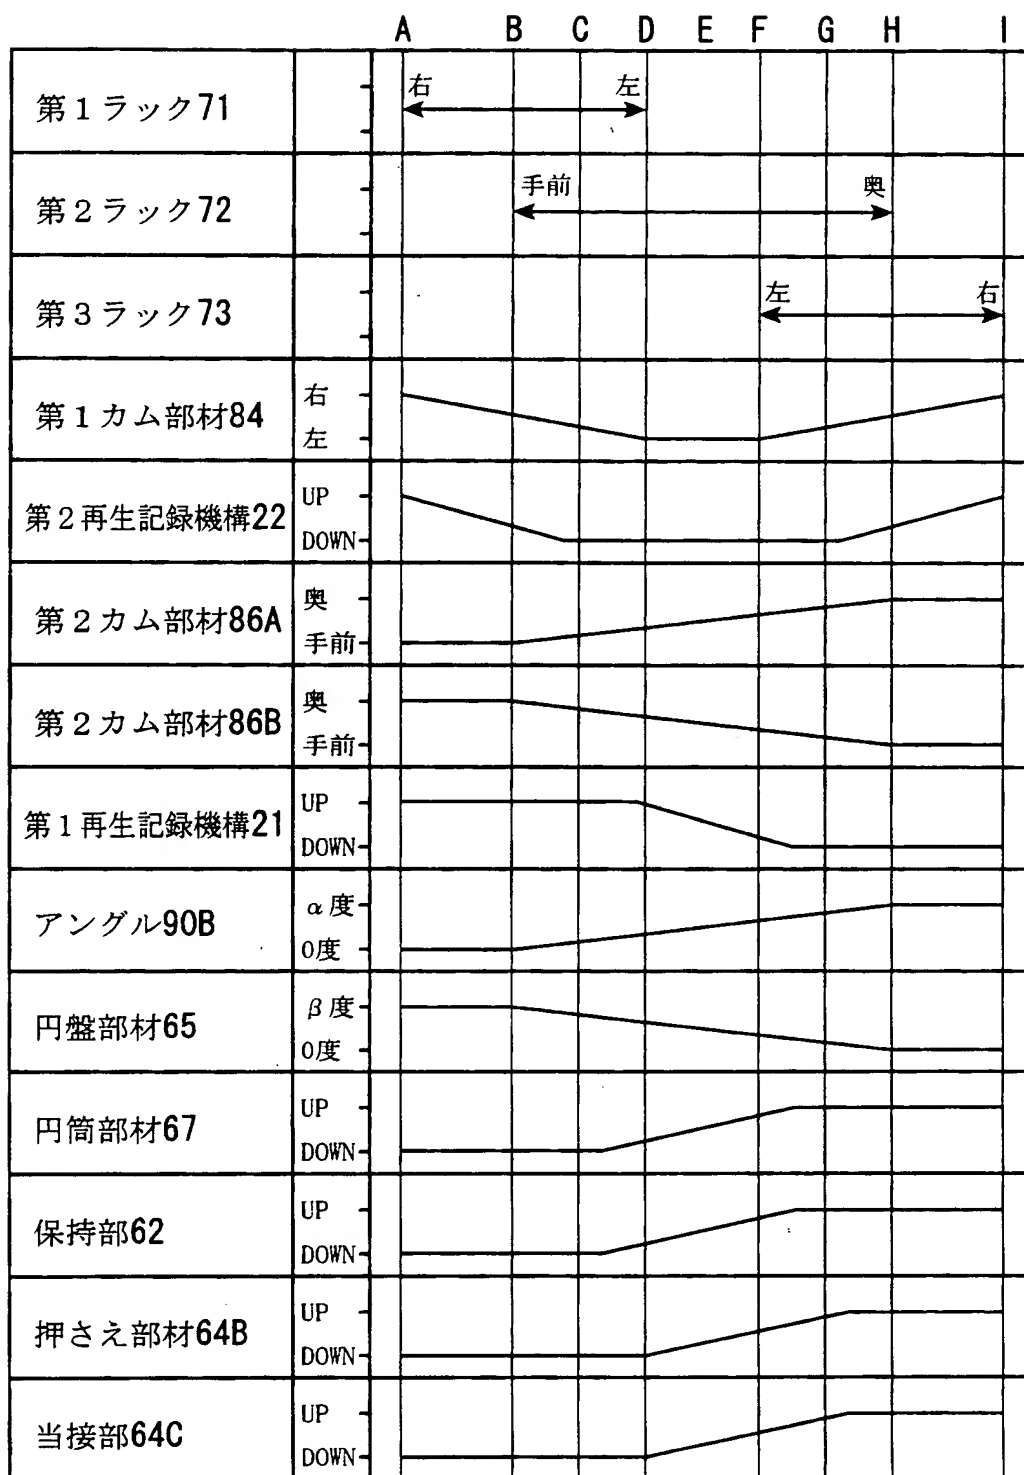 A B C D E F G H I
第1ラック71
右 左
第2ラック72
手前 奥
第3ラック73
左 右
第1カム部材84
右
左
第2再生記録機構22
UP
DOWN
第2カム部材86A
奥
手前
第2カム部材86B
奥
手前
第1再生記録機構21
UP
DOWN
アングル90B
α度
0度
円盤部材65
β度
0度
円筒部材67
UP
DOWN
保持部62
UP
DOWN
押さえ部材64B
UP
DOWN
当接部64C
UP
DOWN